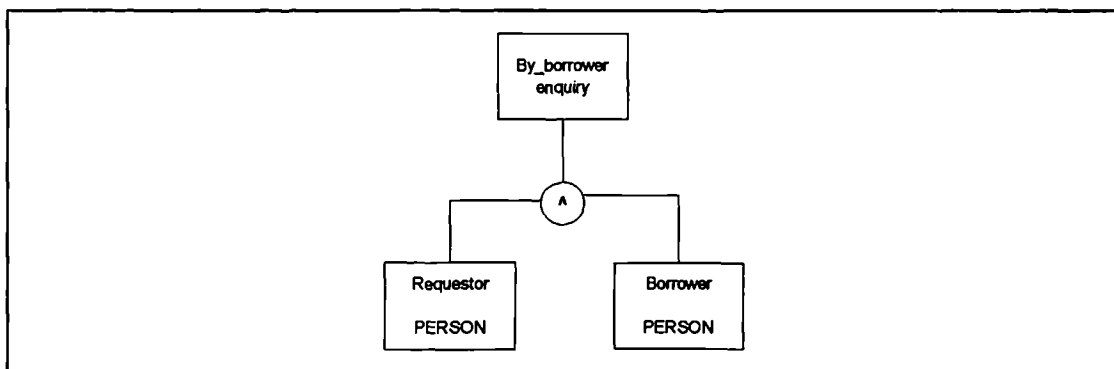 By_borrower
enquiry
^
Requestor
PERSON
Borrower
PERSON